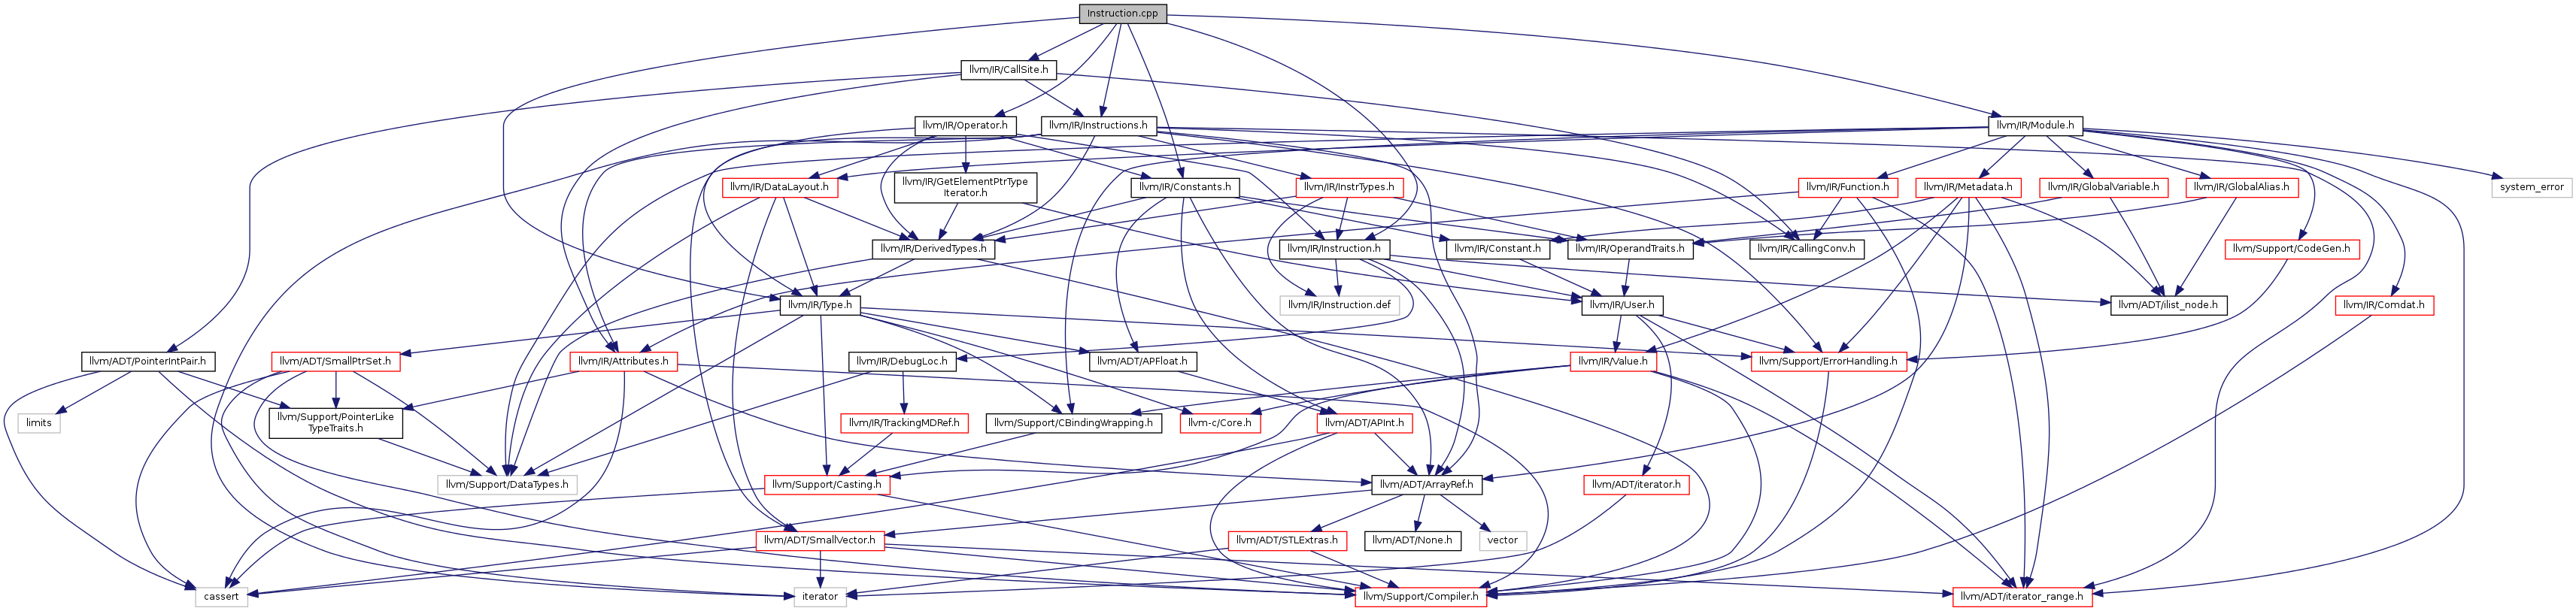 Instruction.cpp
llvm/IR/CallSite.h
llvm/IR/Operator.h
llvm/IR/Instructions.h
llvm/IR/Module.h
llvm/IR/DataLayout.h
llvm/IR/GetElementPtrType
Iterator.h
llvm/IR/Constants.h
llvm/IR/InstrTypes.h
llvm/IR/Function.h
llvm/IR/Metadata.h
llvm/IR/GlobalVariable.h
llvm/IR/GlobalAlias.h
system_error
llvm/IR/DerivedTypes.h
llvm/IR/Instruction.h
llvm/IR/Constant.h
llvm/IR/OperandTraits.h
llvm/IR/CallingConv.h
llvm/Support/CodeGen.h
llvm/IR/Type.h
llvm/IR/Instruction.def
llvm/IR/User.h
llvm/ADT/ilist_node.h
llvm/IR/Comdat.h
llvm/ADT/PointerIntPair.h
llvm/ADT/SmallPtrSet.h
llvm/IR/Attributes.h
llvm/IR/DebugLoc.h
llvm/ADT/APFloat.h
llvm/IR/Value.h
llvm/Support/ErrorHandling.h
limits
llvm/Support/PointerLike
TypeTraits.h
llvm/IR/TrackingMDRef.h
llvm/Support/CBindingWrapping.h
llvm-c/Core.h
llvm/ADT/APInt.h
llvm/Support/DataTypes.h
llvm/Support/Casting.h
llvm/ADT/ArrayRef.h
llvm/ADT/iterator.h
llvm/ADT/SmallVector.h
llvm/ADT/STLExtras.h
llvm/ADT/None.h
vector
cassert
iterator
llvm/Support/Compiler.h
llvm/ADT/iterator_range.h